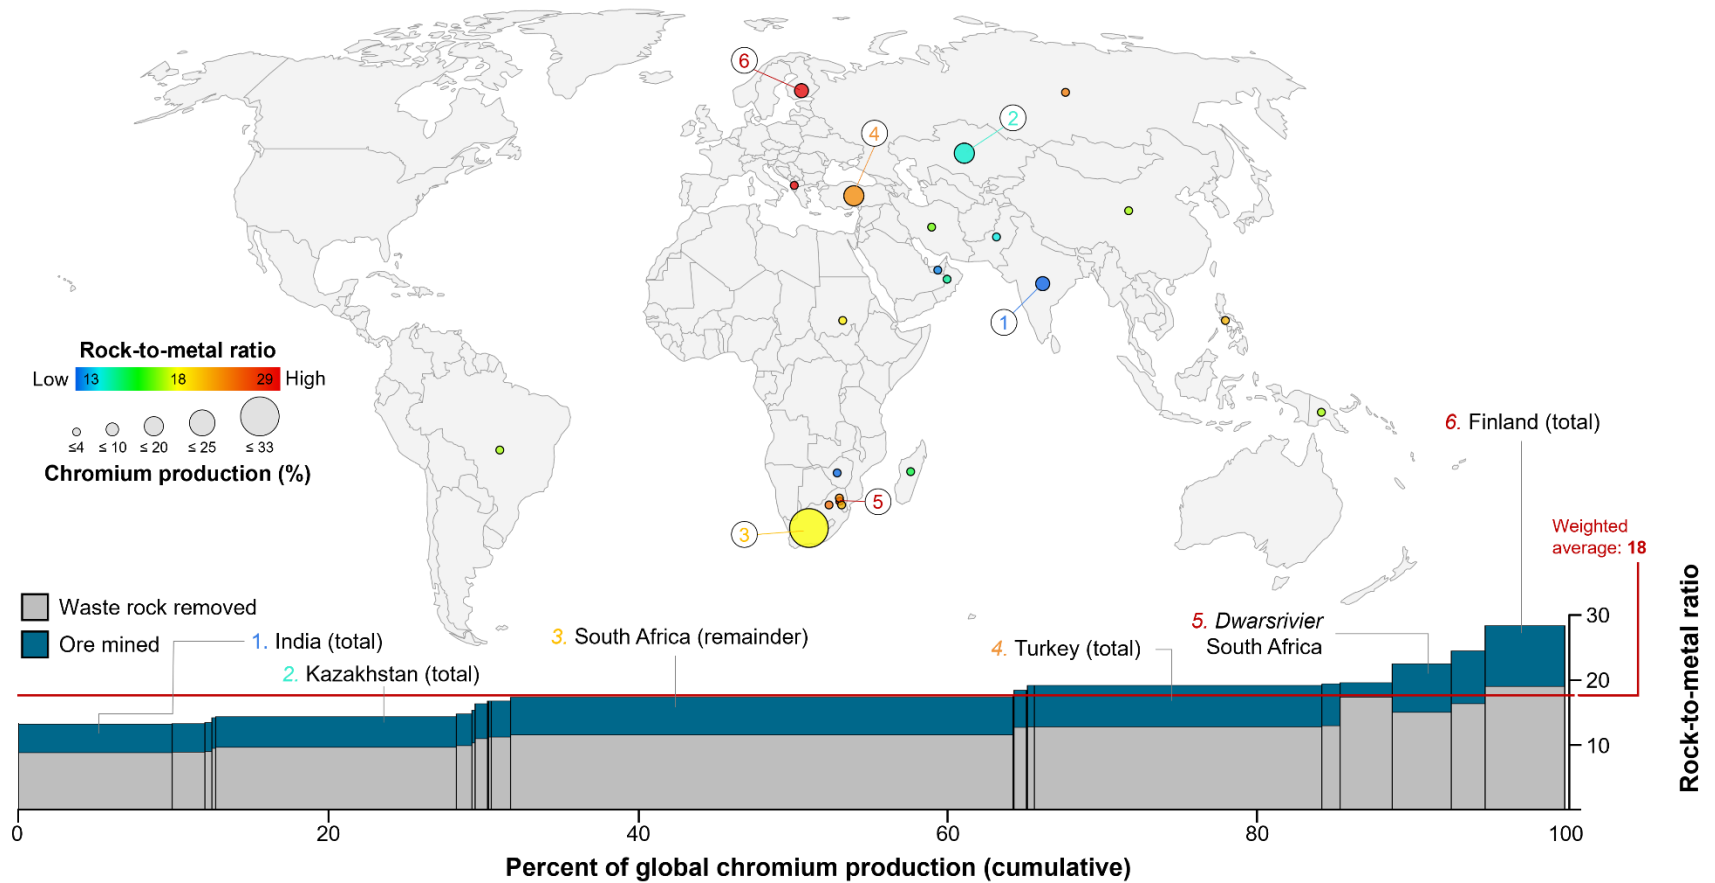 6
2
4
1
Rock-to-metal ratio
Low 13 18 29 High
≤4 ≤ 10 ≤ 20 ≤ 25 ≤ 33
Chromium production (%)
5
3
6. Finland (total)
Weighted
average: 18
Waste rock removed
Ore mined
1. India (total)
2. Kazakhstan (total)
3. South Africa (remainder)
4. Turkey (total)
5. Dwarsrivier
South Africa
30
20
10
Rock-to-metal ratio
0 20 40 60 80 100
Percent of global chromium production (cumulative)